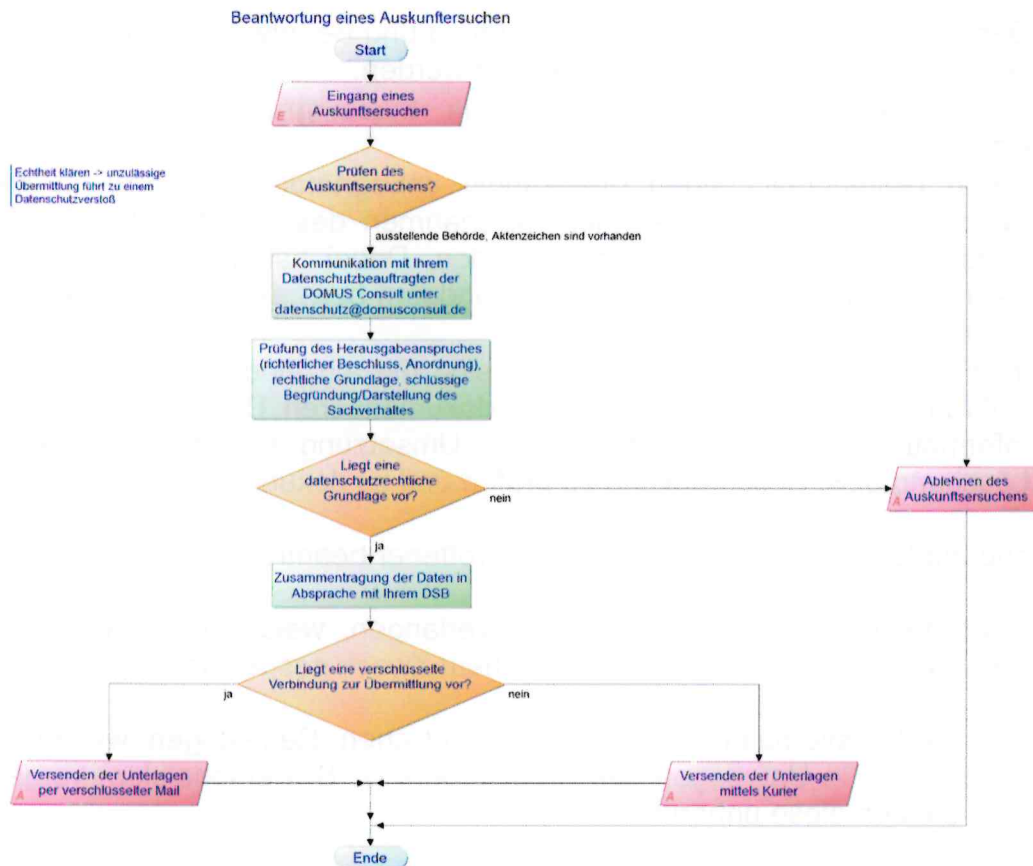 Beantwortung eines Auskunftersuchen
Start
Eingang eines
Auskunftsersuchen
E
Prüfen des
Auskunftsersuchens?
Echtheit klären -> unzulässige
Übermittlung führt zu einem
Datenschutzverstoß
ausstellende Behörde, Aktenzeichen sind vorhanden
Kommunikation mit Ihrem
Datenschutzbeauftragten der
DOMUS Consult unter
datenschutz@domusconsult.de
Prüfung des Herausgabeanspruches
(richterlicher Beschluss, Anordnung),
rechtliche Grundlage, schlüssige
Begründung/Darstellung des
Sachverhaltes
Liegt eine
datenschutzrechtliche
Grundlage vor?
nein
Ablehnen des
Auskunftsersuchens
A
ja
Zusammentragung der Daten in
Absprache mit Ihrem DSB
Liegt eine verschlüsselte
Verbindung zur Übermittlung vor?
ja
nein
Versenden der Unterlagen
per verschlüsselter Mail
A
Versenden der Unterlagen
mittels Kurier
A
Ende